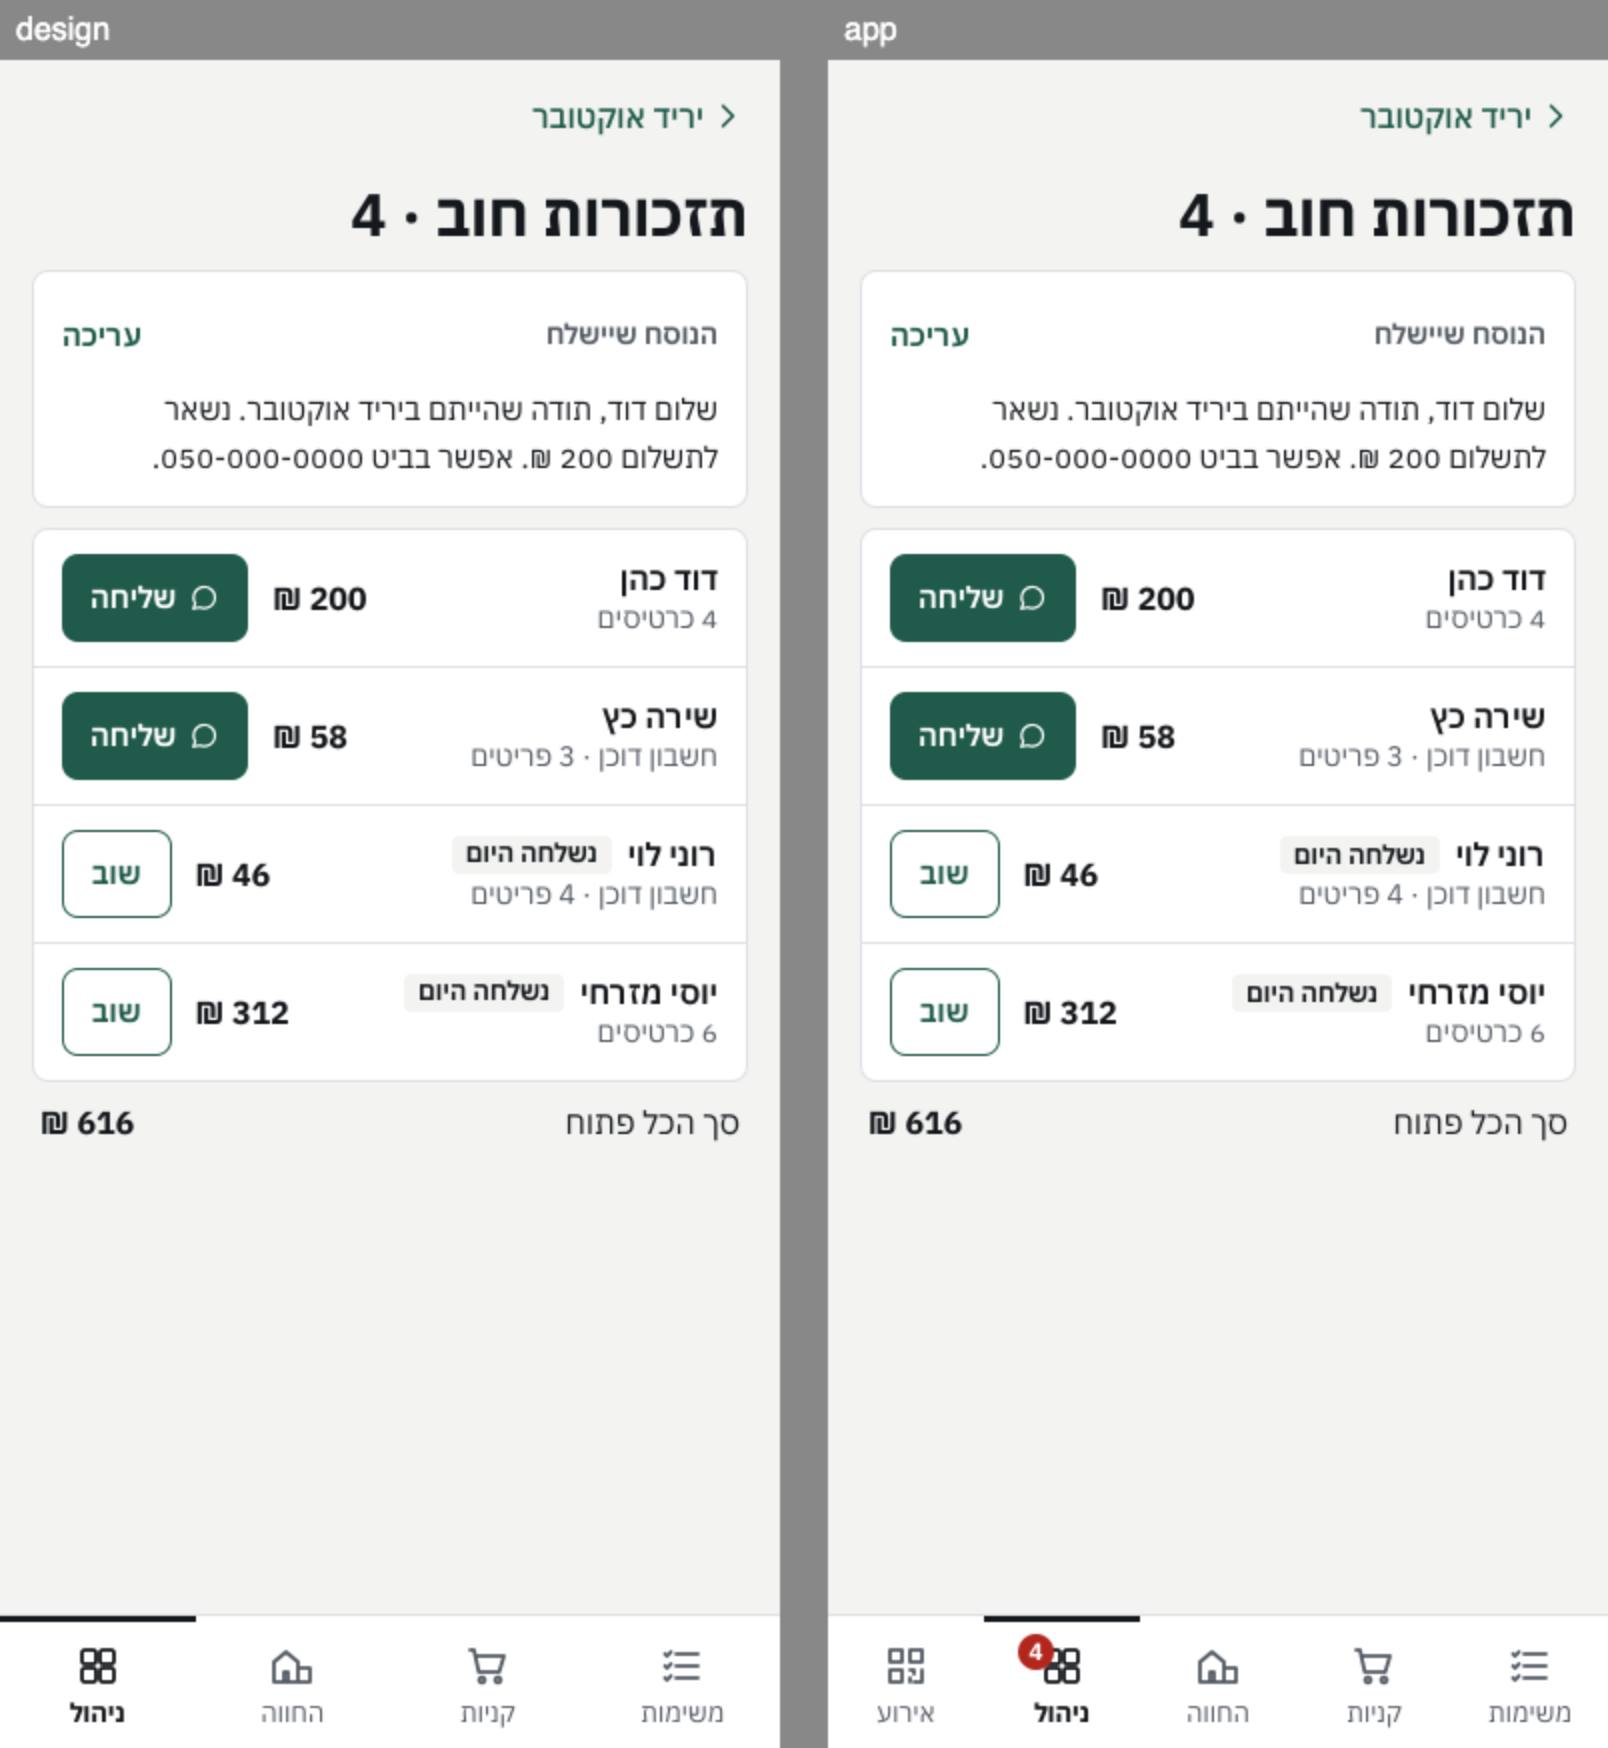 design
יריד אוקטובר
תזכורות חוב · 4
הנוסח שיישלח
עריכה
שלום דוד, תודה שהייתם ביריד אוקטובר. נשאר
לתשלום 200 ₪. אפשר בביט 050-000-0000.
דוד כהן
4 כרטיסים
200 ₪
שליחה
שירה כץ
חשבון דוכן · 3 פריטים
58 ₪
שליחה
רוני לוי נשלחה היום
חשבון דוכן · 4 פריטים
46 ₪
שוב
יוסי מזרחי נשלחה היום
6 כרטיסים
312 ₪
שוב
סך הכל פתוח
616 ₪
משימות
קניות
החווה
ניהול
app
יריד אוקטובר
תזכורות חוב · 4
הנוסח שיישלח
עריכה
שלום דוד, תודה שהייתם ביריד אוקטובר. נשאר
לתשלום 200 ₪. אפשר בביט 050-000-0000.
דוד כהן
4 כרטיסים
200 ₪
שליחה
שירה כץ
חשבון דוכן · 3 פריטים
58 ₪
שליחה
רוני לוי נשלחה היום
חשבון דוכן · 4 פריטים
46 ₪
שוב
יוסי מזרחי נשלחה היום
6 כרטיסים
312 ₪
שוב
סך הכל פתוח
616 ₪
משימות
קניות
החווה
4
ניהול
אירוע